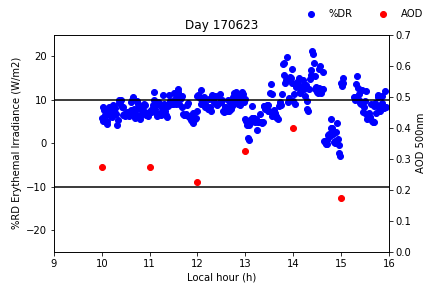 %DR AOD
Day 170623
%RD Erythemal Irradiance (W/m2)
20
10
0
−10
−20
0.7
0.6
0.5
0.4
0.3
0.2
0.1
0.0
AOD 500nm
9 10 11 12 13 14 15 16
Local hour (h)